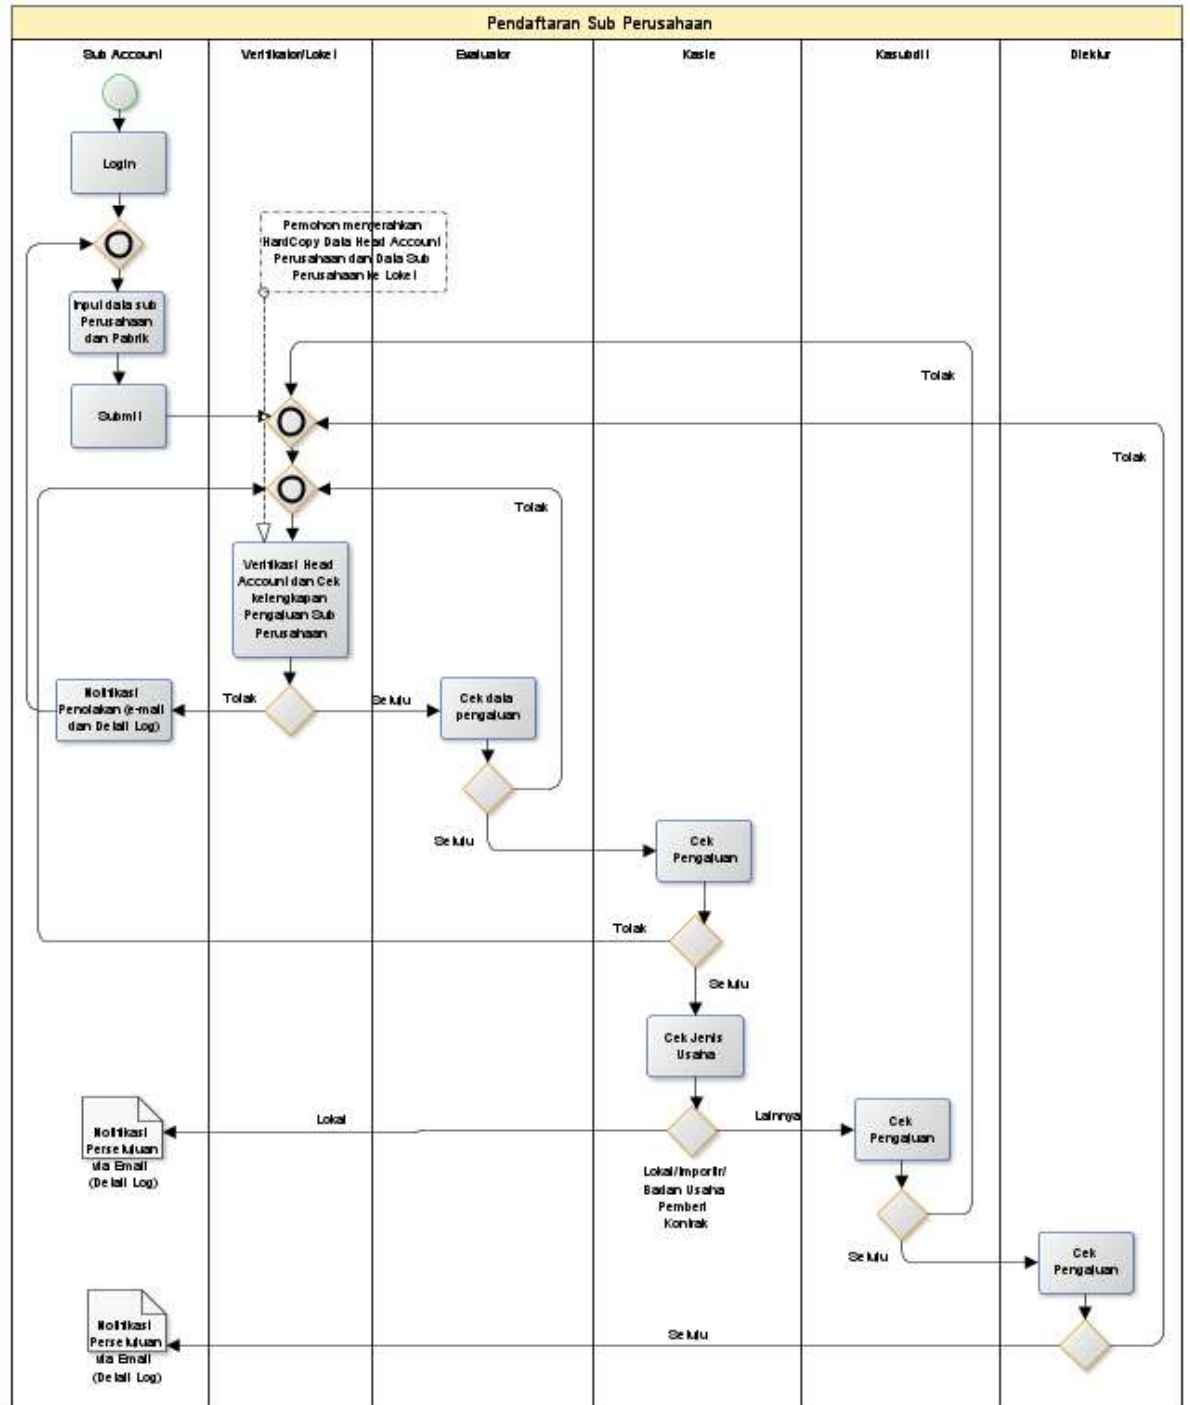 Pendaftaran Sub Perusahaan
Sub Account
Verifikator/Loket
Evaluator
Kasie
Kasubdit
Diektur
Login
Pemohon menyerahkan
HardCopy Data Head Account
Perusahaan dan Data Sub
Perusahaan ke Loket
Input data sub
Perusahaan
dan Pabrik
Tolak
Submit
Tolak
Tolak
Verifikasi Head
Account dan Cek
kelengkapan
Pengajuan Sub
Perusahaan
Notifikasi
Penolakan (e-mail
dan Detail Log)
Tolak
Setuju
Cek data
pengajuan
Setuju
Cek
Pengajuan
Tolak
Setuju
Cek Jenis
Usaha
Notifikasi
Persetujuan
via Email
(Detail Log)
Lokal
Lainnya
Cek
Pengajuan
Lokal/Importir/
Badan Usaha
Pemberi
Kontrak
Setuju
Cek
Pengajuan
Notifikasi
Persetujuan
via Email
(Detail Log)
Setuju